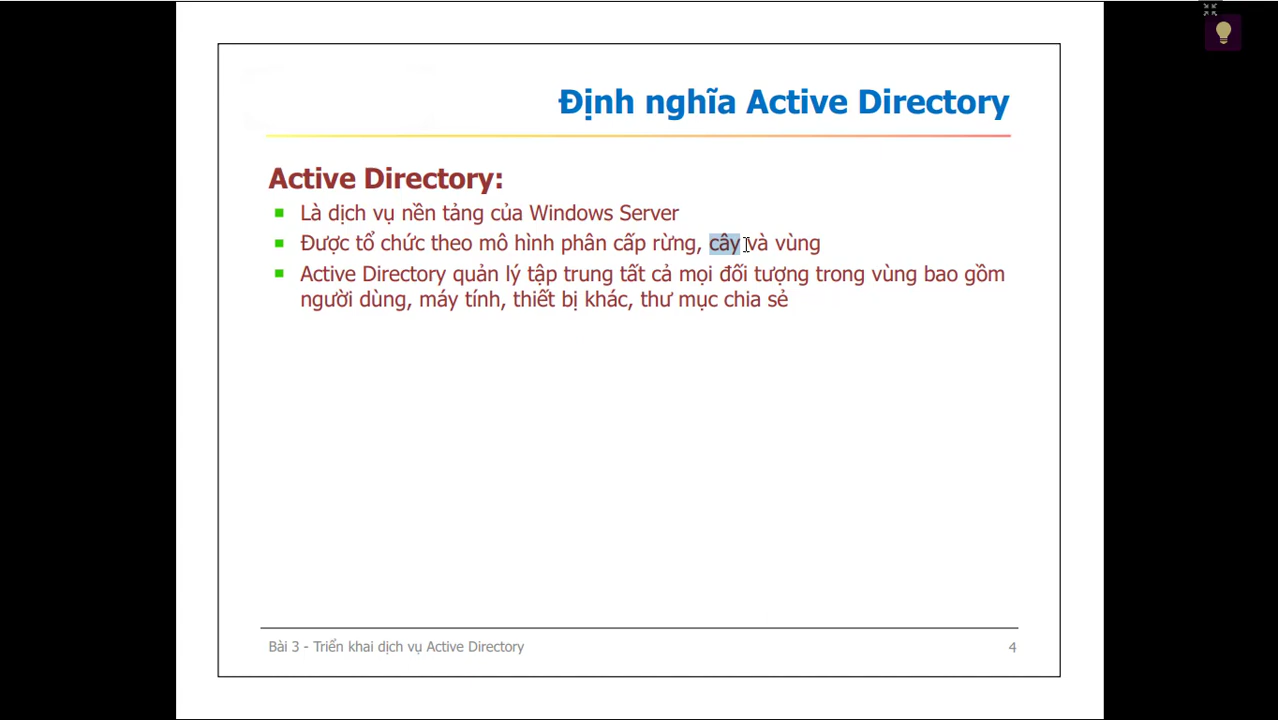 Định nghĩa Active Directory
Active Directory:
Là dịch vụ nền tảng của Windows Server
Được tổ chức theo mô hình phân cấp rừng, cây và vùng
Active Directory quản lý tập trung tất cả mọi đối tượng trong vùng bao gồm
người dùng, máy tính, thiết bị khác, thư mục chia sẻ
Bài 3 - Triển khai dịch vụ Active Directory
4